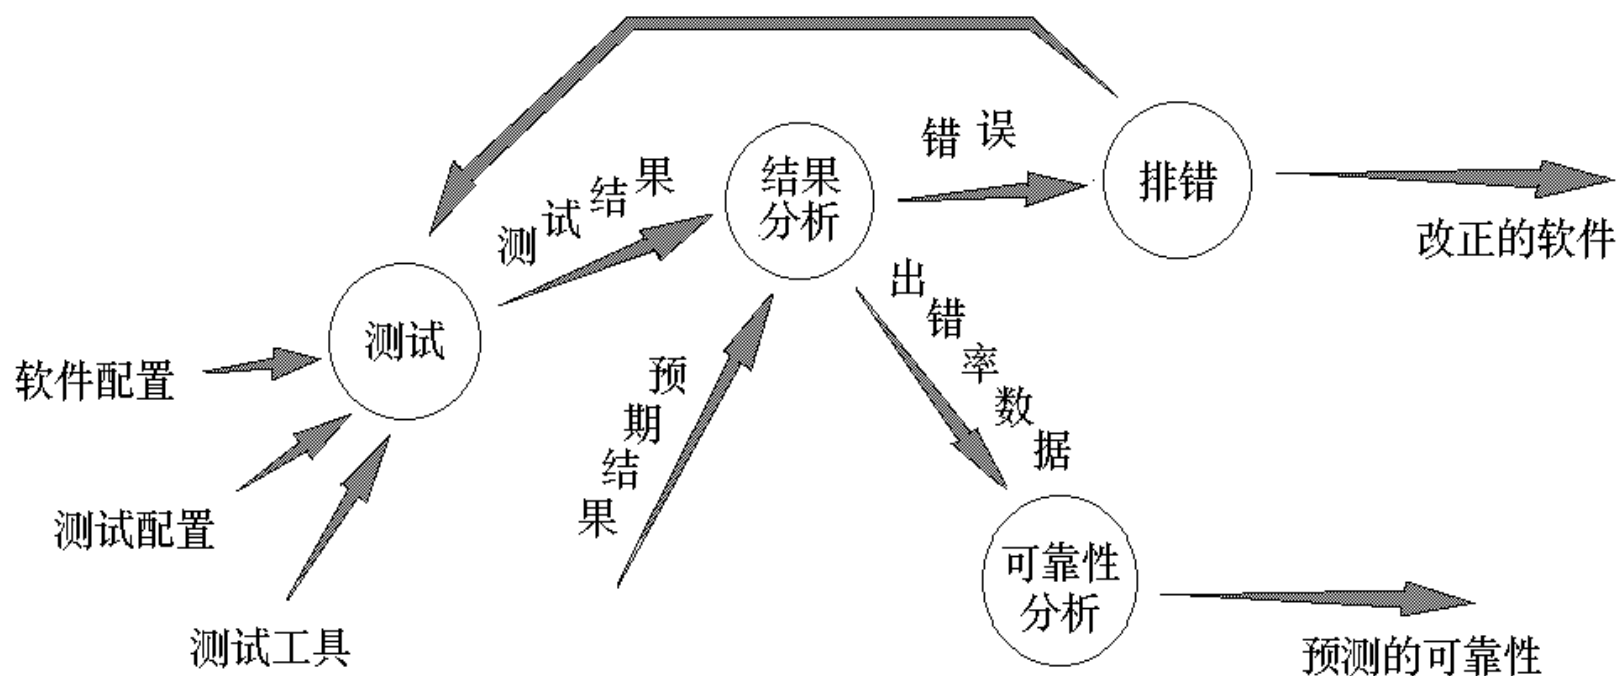 软件配置
测试配置
测试工具
测试
测试结果
预期结果
结果
分析
错误
出错率数据
排错
改正的软件
可靠性
分析
预测的可靠性